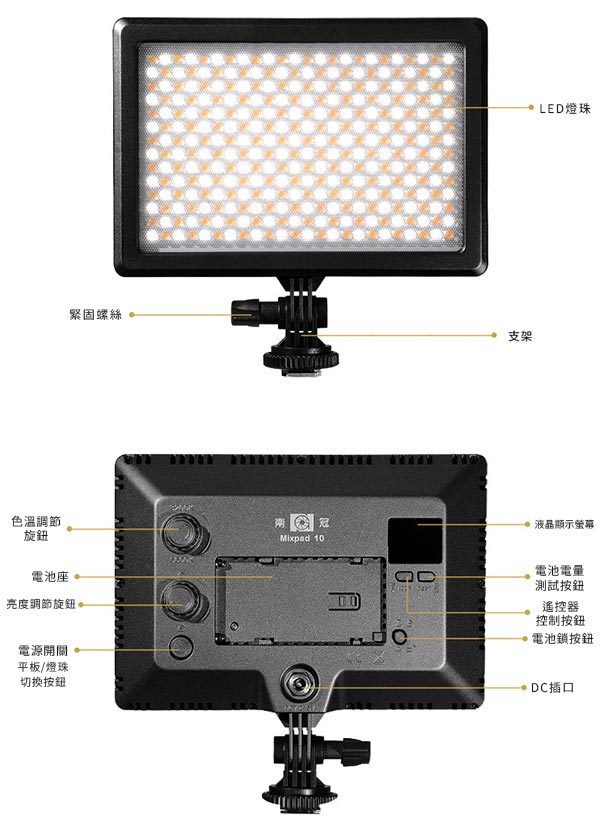 LED燈珠
緊固螺絲
支架
色溫調節
旋鈕
南 冠
Mixpad 10
液晶顯示螢幕
電池座
電池電量
測試按鈕
亮度調節旋鈕
遙控器
控制按鈕
電池鎖按鈕
電源開關
平板/燈珠
切換按鈕
DC插口